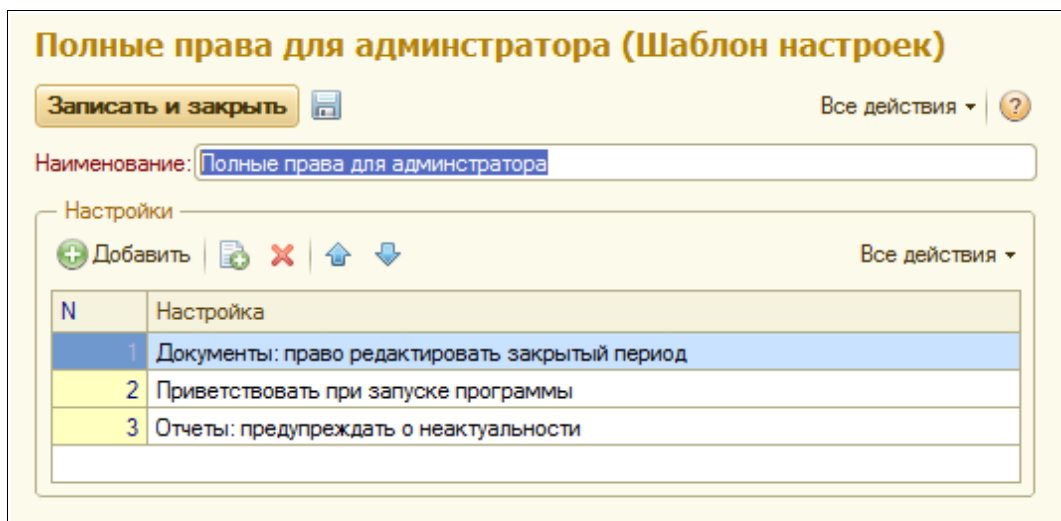 Полные права для админстратора (Шаблон настроек)
Записать и закрыть Все действия ?
Наименование: Полные права для админстратора
Настройки
Добавить Все действия
N Настройка
1 Документы: право редактировать закрытый период
2 Приветствовать при запуске программы
3 Отчеты: предупреждать о неактуальности